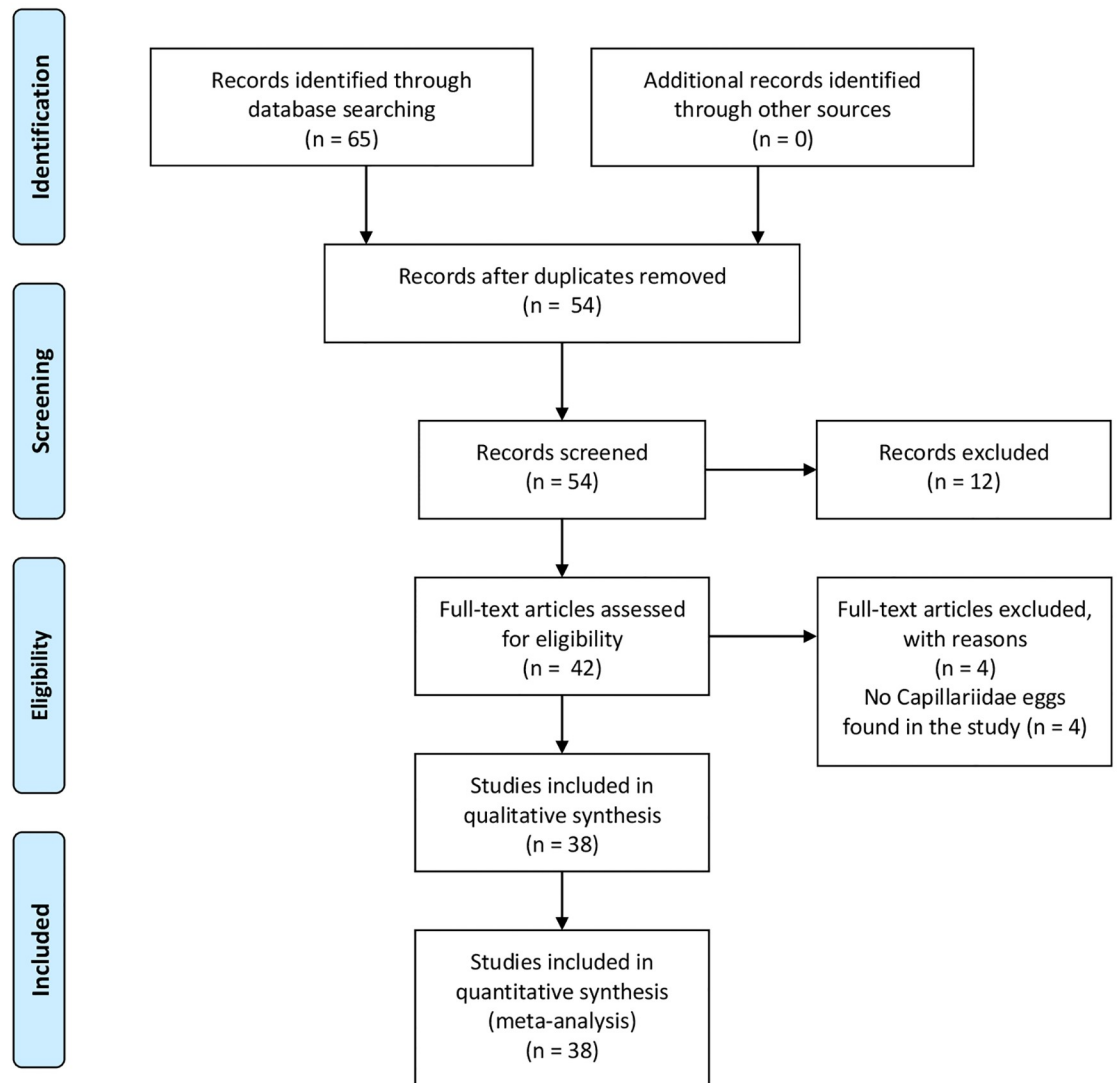 Identification
Records identified through
database searching
(n = 65)
Additional records identified
through other sources
(n = 0)
Records after duplicates removed
(n = 54)
Screening
Records screened
(n = 54)
Records excluded
(n = 12)
Eligibility
Full-text articles assessed
for eligibility
(n = 42)
Full-text articles excluded,
with reasons
(n = 4)
No Capillariidae eggs
found in the study (n = 4)
Studies included in
qualitative synthesis
(n = 38)
Included
Studies included in
quantitative synthesis
(meta-analysis)
(n = 38)